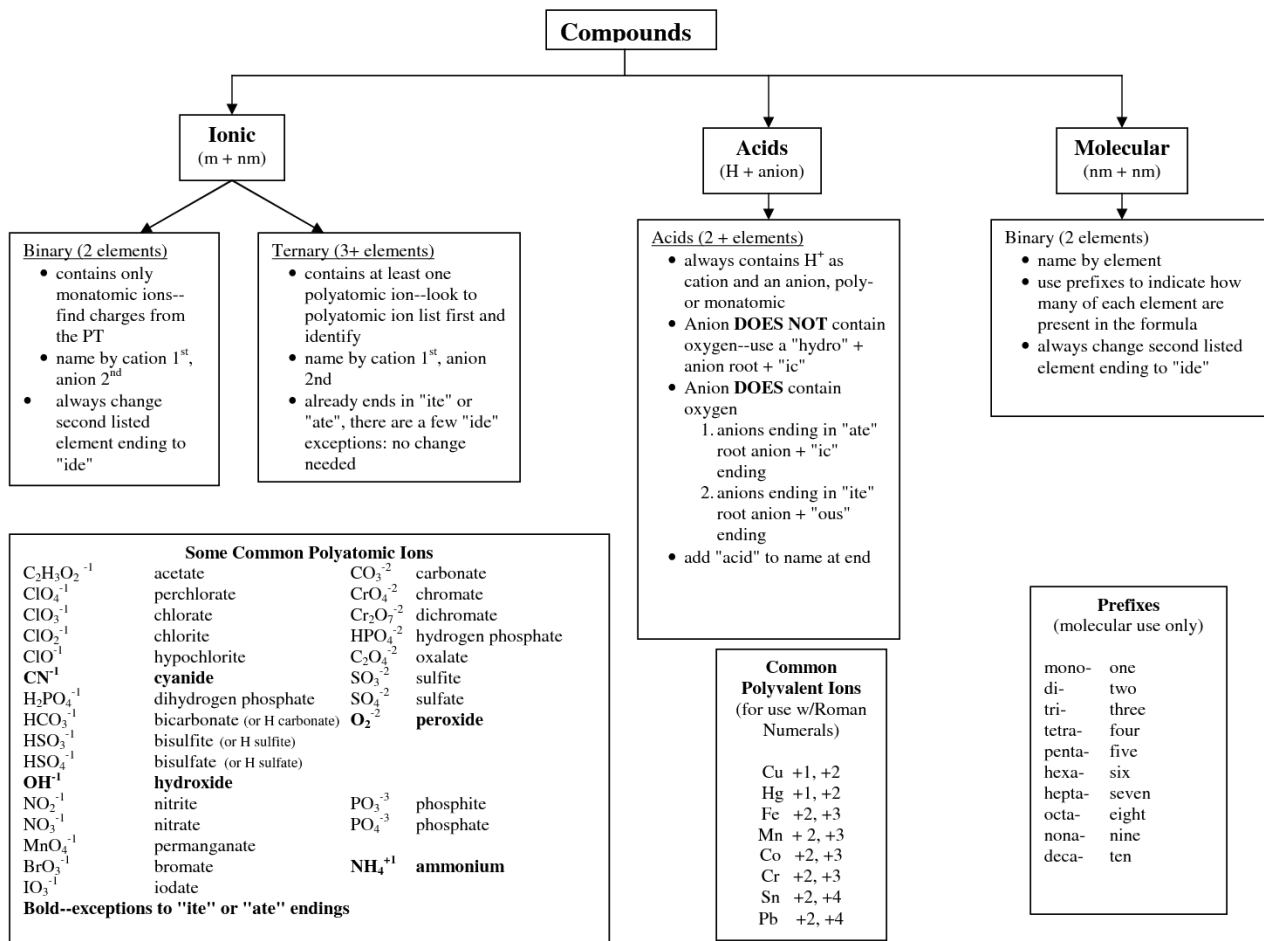 Compounds
Ionic
(m + nm)
Acids
(H + anion)
Molecular
(nm + nm)
Binary (2 elements)
• contains only
monatomic ions--
find charges from
the PT
• name by cation 1st,
anion 2nd
• always change
second listed
element ending to
"ide"
Ternary (3+ elements)
• contains at least one
polyatomic ion--look to
polyatomic ion list first and
identify
• name by cation 1st, anion
2nd
• already ends in "ite" or
"ate", there are a few "ide"
exceptions: no change
needed
Acids (2 + elements)
• always contains H+ as
cation and an anion, poly-
or monatomic
• Anion DOES NOT contain
oxygen--use a "hydro" +
anion root + "ic"
• Anion DOES contain
oxygen
1. anions ending in "ate"
root anion + "ic"
ending
2. anions ending in "ite"
root anion + "ous"
ending
• add "acid" to name at end
Binary (2 elements)
• name by element
• use prefixes to indicate how
many of each element are
present in the formula
• always change second listed
element ending to "ide"
Some Common Polyatomic Ions
C2H3O2 -1 acetate CO3-2 carbonate
ClO4-1 perchlorate CrO4-2 chromate
ClO3-1 chlorate Cr2O7-2 dichromate
ClO2-1 chlorite HPO4-2 hydrogen phosphate
ClO-1 hypochlorite C2O4-2 oxalate
CN-1 cyanide SO3-2 sulfite
H2PO4-1 dihydrogen phosphate SO4-2 sulfate
HCO3-1 bicarbonate (or H carbonate) O2-2 peroxide
HSO3-1 bisulfite (or H sulfite)
HSO4-1 bisulfate (or H sulfate)
OH-1 hydroxide
NO2-1 nitrite PO3-3 phosphite
NO3-1 nitrate PO4-3 phosphate
MnO4-1 permanganate
BrO3-1 bromate NH4+1 ammonium
IO3-1 iodate
Bold--exceptions to "ite" or "ate" endings
Common
Polyvalent Ions
(for use w/Roman
Numerals)
Cu +1, +2
Hg +1, +2
Fe +2, +3
Mn + 2, +3
Co +2, +3
Cr +2, +3
Sn +2, +4
Pb +2, +4
Prefixes
(molecular use only)
mono- one
di- two
tri- three
tetra- four
penta- five
hexa- six
hepta- seven
octa- eight
nona- nine
deca- ten